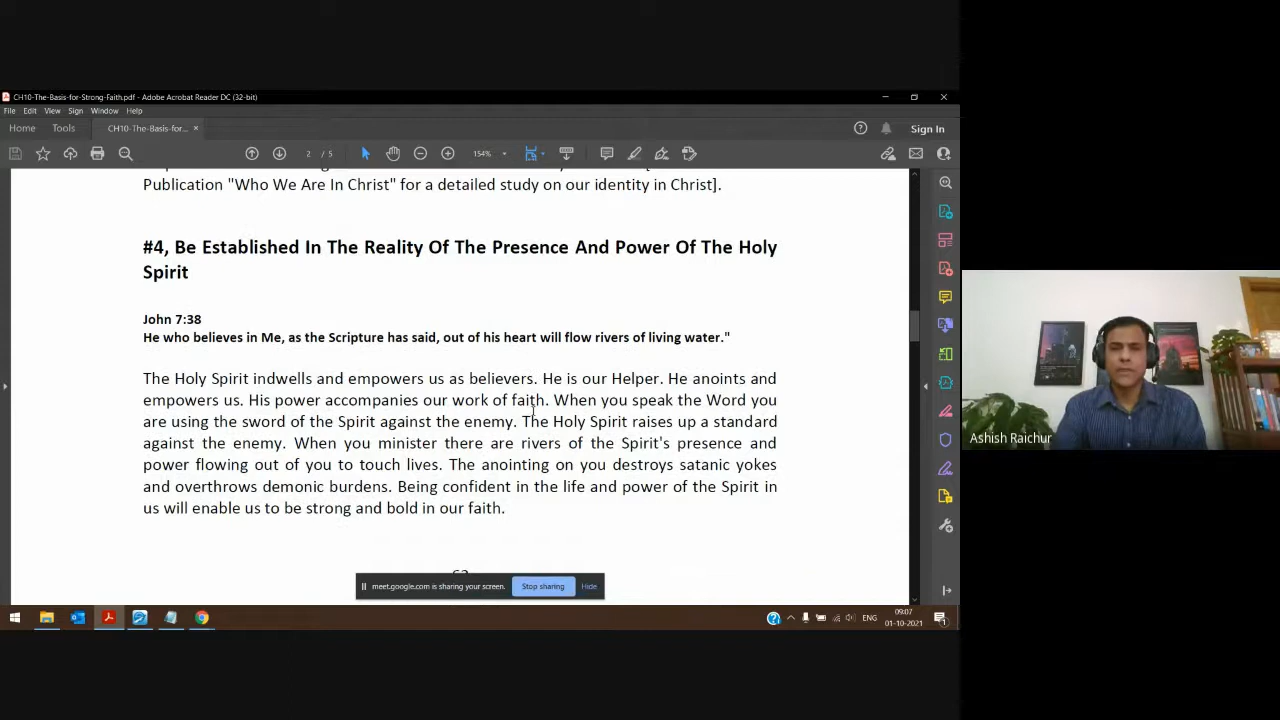 CH10-The-Basis-for-Strong-Faith.pdf - Adobe Acrobat Reader DC (32-bit)
File Edit View Sign Window Help
Home Tools CH10-The-Basis-for... × Sign In
2 / 5 154%
Publication "Who We Are In Christ" for a detailed study on our identity in Christ].
#4, Be Established In The Reality Of The Presence And Power Of The Holy
Spirit
John 7:38
He who believes in Me, as the Scripture has said, out of his heart will flow rivers of living water."
The Holy Spirit indwells and empowers us as believers. He is our Helper. He anoints and
empowers us. His power accompanies our work of faith. When you speak the Word you
are using the sword of the Spirit against the enemy. The Holy Spirit raises up a standard
against the enemy. When you minister there are rivers of the Spirit's presence and
power flowing out of you to touch lives. The anointing on you destroys satanic yokes
and overthrows demonic burdens. Being confident in the life and power of the Spirit in
us will enable us to be strong and bold in our faith.
meet.google.com is sharing your screen. Stop sharing Hide
ENG 09:07
01-10-2021
Ashish Raichur